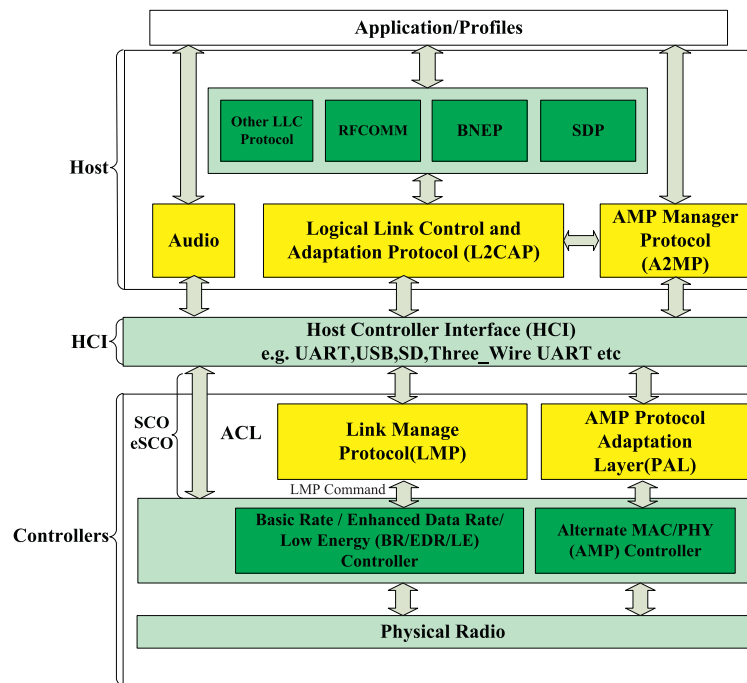 Application/Profiles
Other LLC
Protocol
RFCOMM
BNEP
SDP
Host
Audio
Logical Link Control and
Adaptation Protocol (L2CAP)
AMP Manager
Protocol
(A2MP)
HCI
Host Controller Interface (HCI)
e.g. UART,USB,SD,Three_Wire UART etc
SCO
eSCO
ACL
Link Manage
Protocol(LMP)
AMP Protocol
Adaptation
Layer(PAL)
LMP Command
Controllers
Basic Rate / Enhanced Data Rate/
Low Energy (BR/EDR/LE)
Controller
Alternate MAC/PHY
(AMP) Controller
Physical Radio